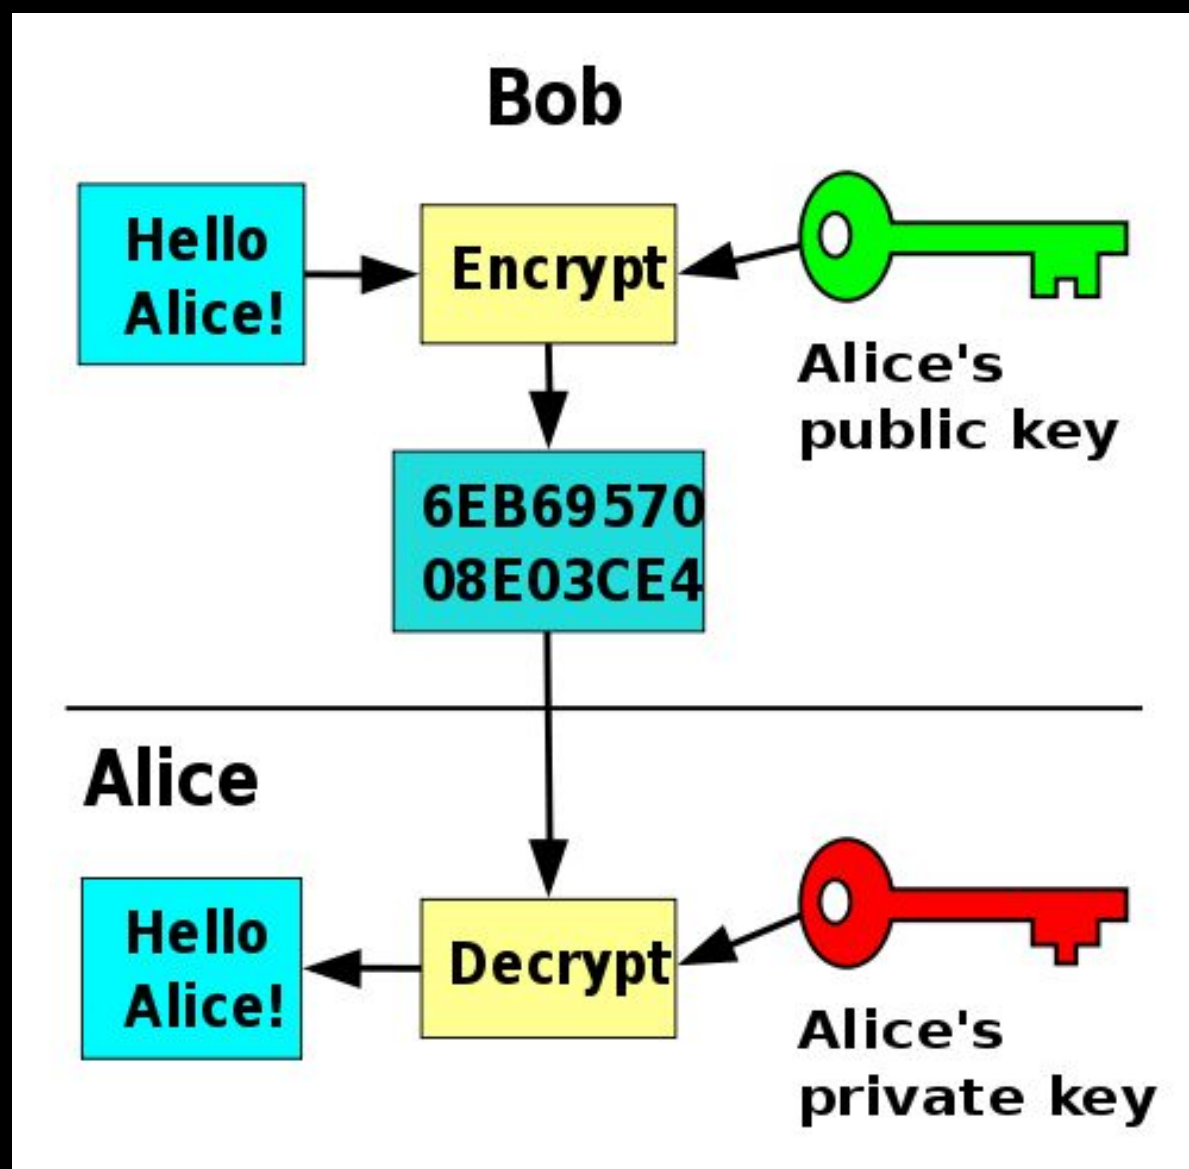 Bob
Hello
Alice!
Encrypt
Alice's
public key
6EB69570
08E03CE4
Alice
Hello
Alice!
Decrypt
Alice's
private key